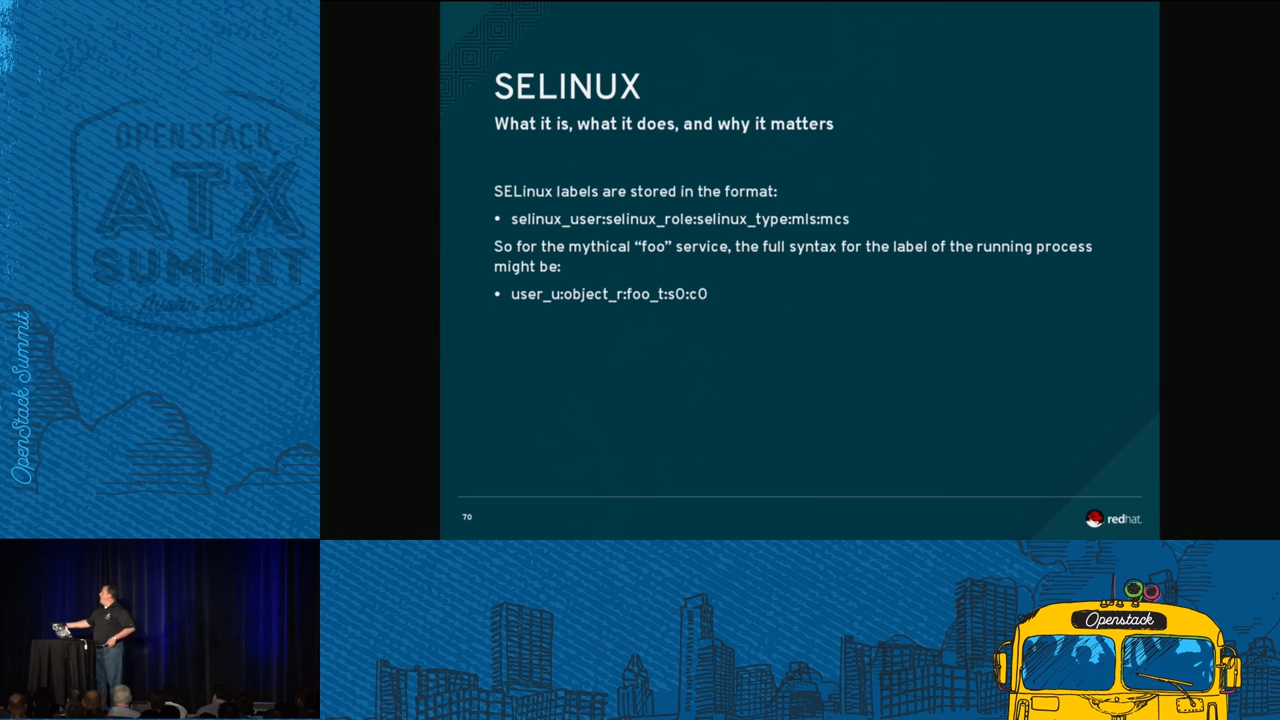 OPENSTACK
ATX
SUMMIT
Austin 2016
OpenStack Summit
SELINUX
What it is, what it does, and why it matters
SELinux labels are stored in the format:
• selinux_user:selinux_role:selinux_type:mls:mcs
So for the mythical “foo” service, the full syntax for the label of the running process
might be:
• user_u:object_r:foo_t:s0:c0
70
redhat.
Openstack